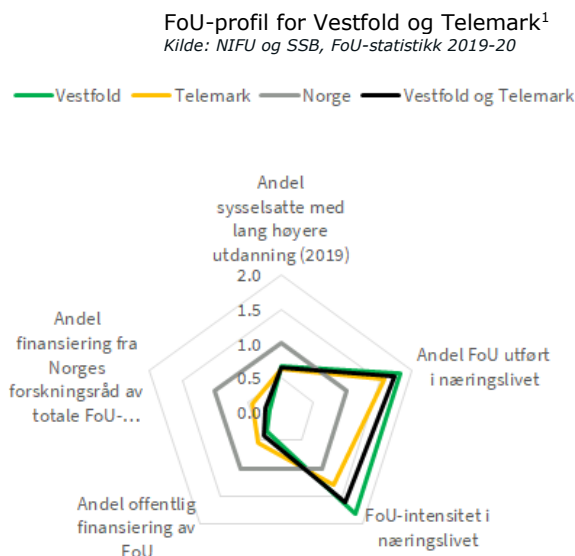 FoU-profil for Vestfold og Telemark¹
Kilde: NIFU og SSB, FoU-statistikk 2019-20
Vestfold Telemark Norge Vestfold og Telemark
Andel
sysselsatte med
lang høyere
utdanning (2019)
2.0
1.5
1.0
0.5
0.0
Andel FoU utført
i næringslivet
FoU-intensitet i
næringslivet
Andel offentlig
finansiering av
FoU
Andel
finansiering fra
Norges
forskningsråd av
totale FoU-...